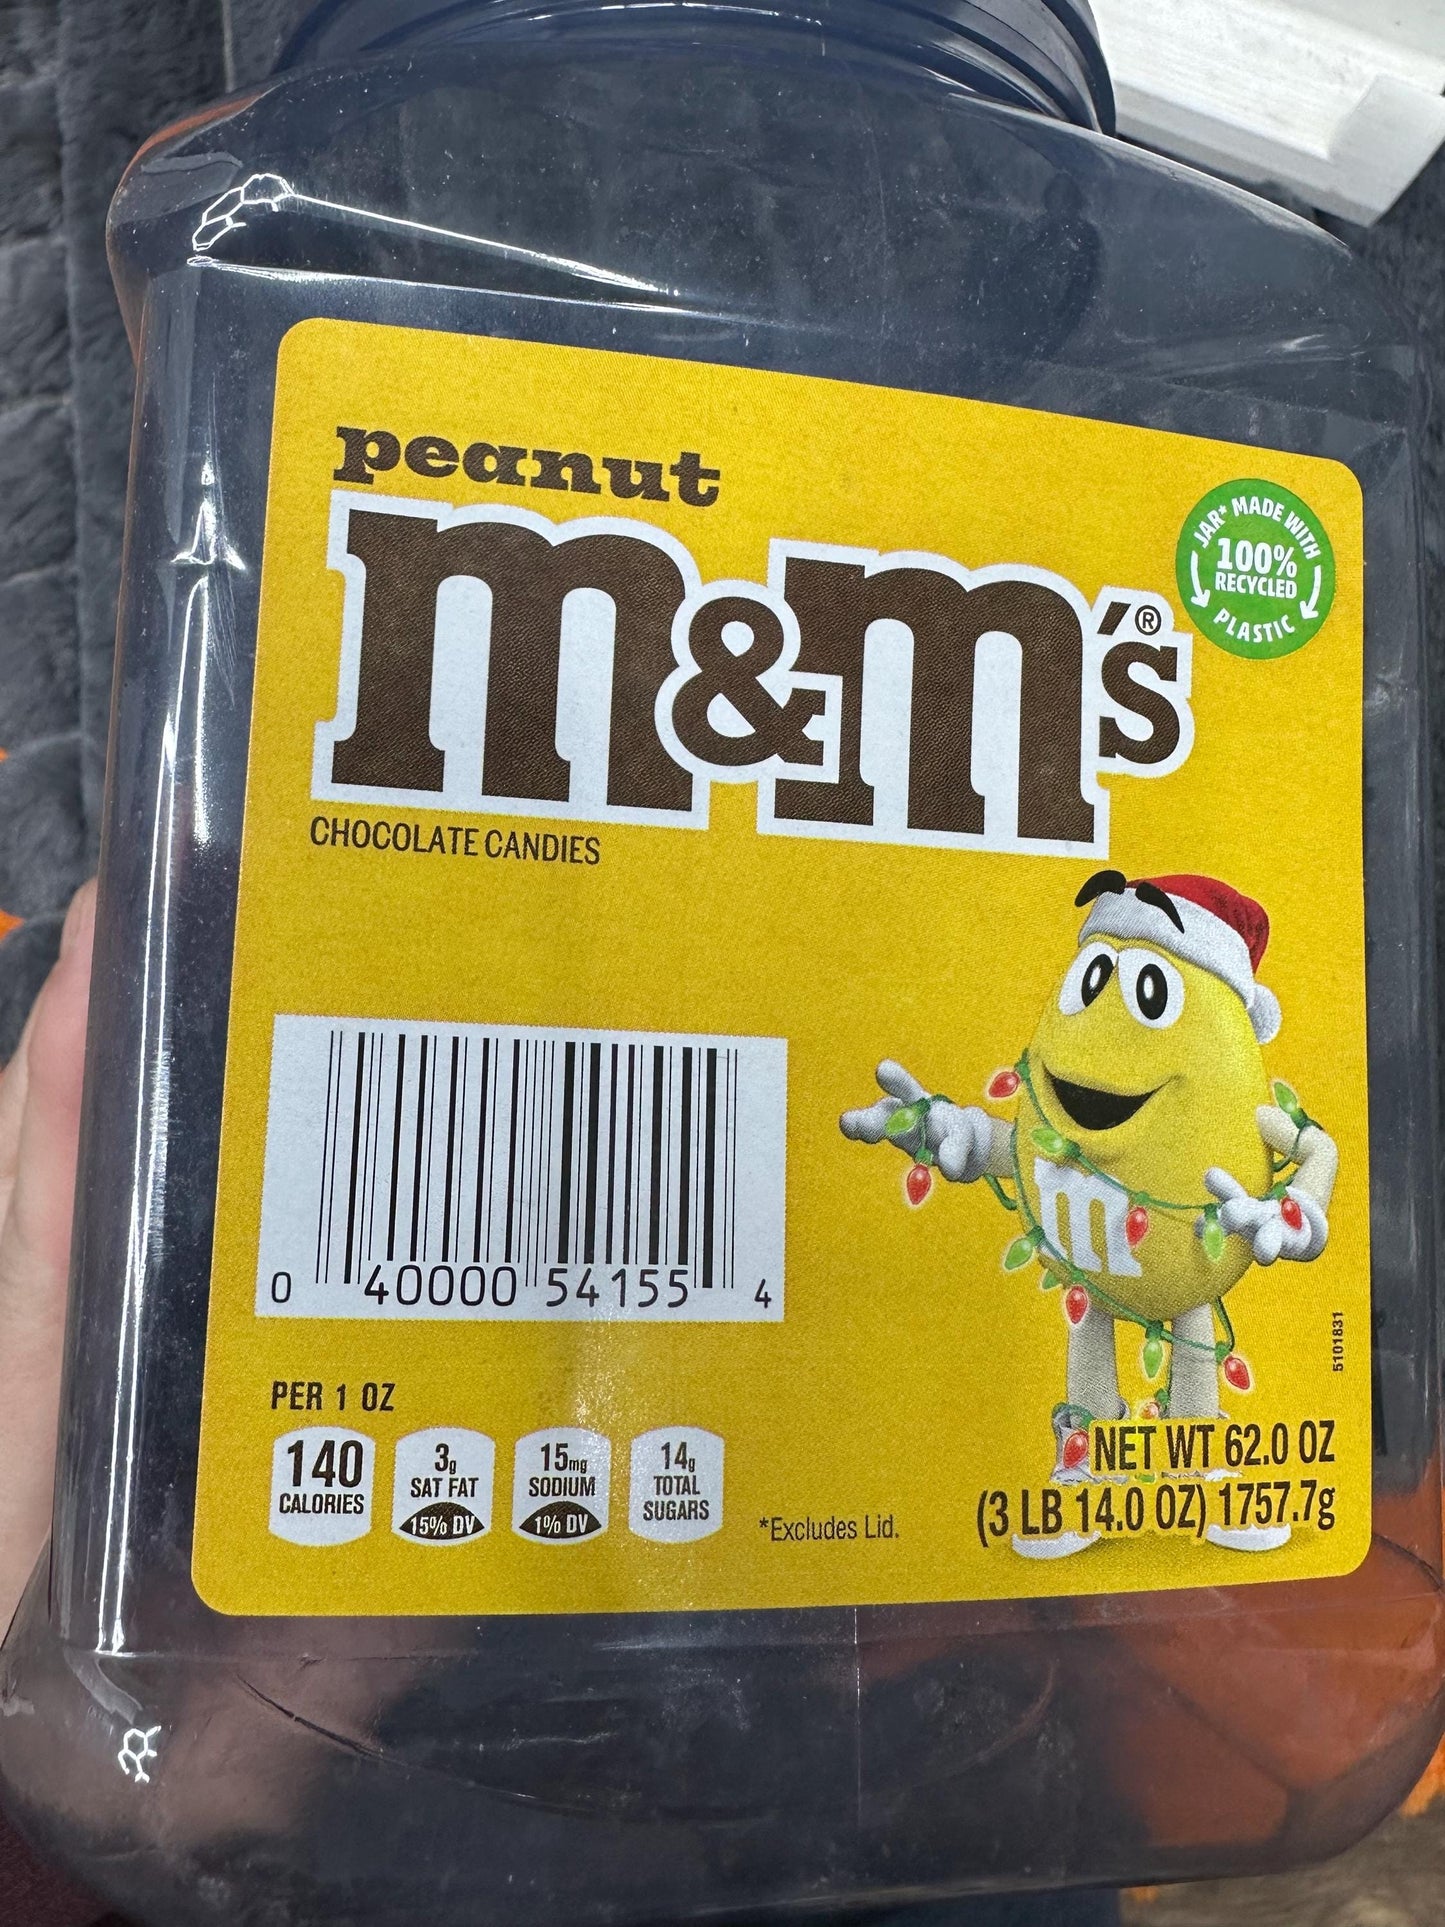 peanut
m&m's®
JAR* MADE WITH
100%
RECYCLED
PLASTIC
CHOCOLATE CANDIES
m
0 40000 54155 4
5101831
PER 1 OZ
140
CALORIES
3g
SAT FAT
15% DV
15mg
SODIUM
1% DV
14g
TOTAL
SUGARS
*Excludes Lid.
NET WT 62.0 OZ
(3 LB 14.0 OZ) 1757.7g